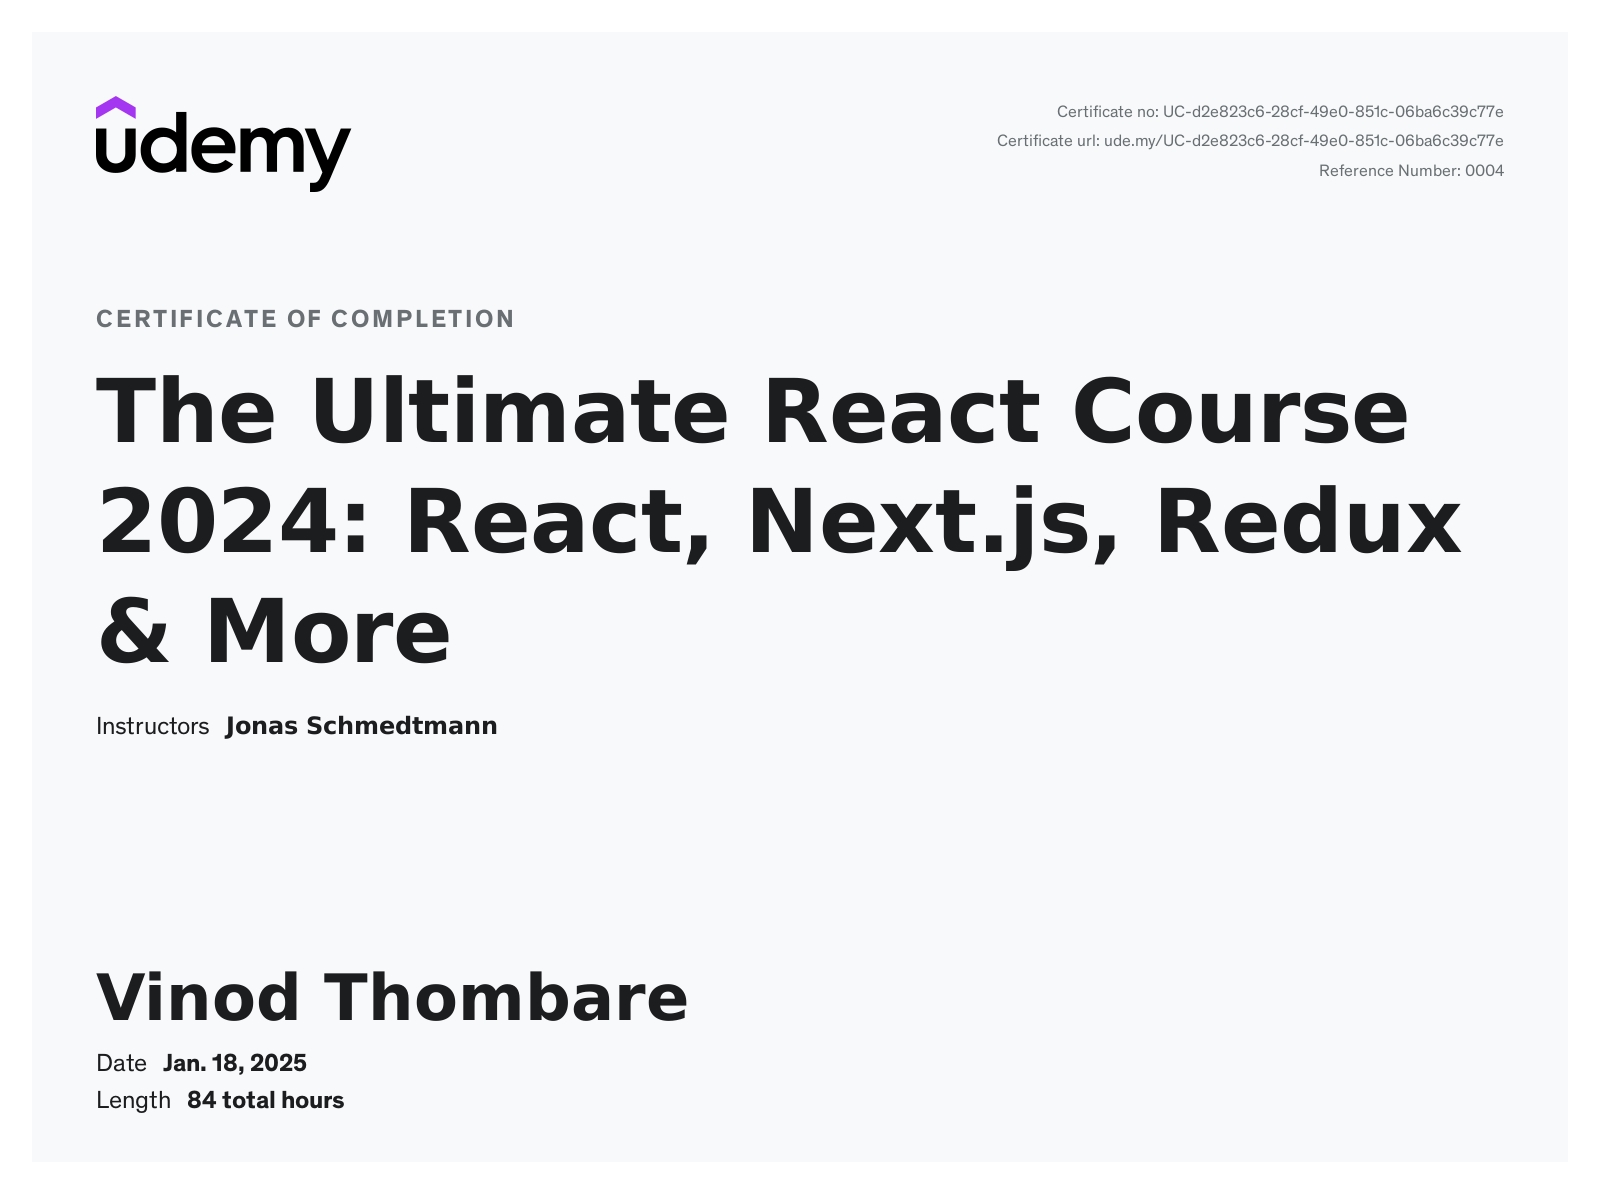 udemy
Certificate no: UC-d2e823c6-28cf-49e0-851c-06ba6c39c77e
Certificate url: ude.my/UC-d2e823c6-28cf-49e0-851c-06ba6c39c77e
Reference Number: 0004
CERTIFICATE OF COMPLETION
The Ultimate React Course
2024: React, Next.js, Redux
& More
Instructors Jonas Schmedtmann
Vinod Thombare
Date Jan. 18, 2025
Length 84 total hours